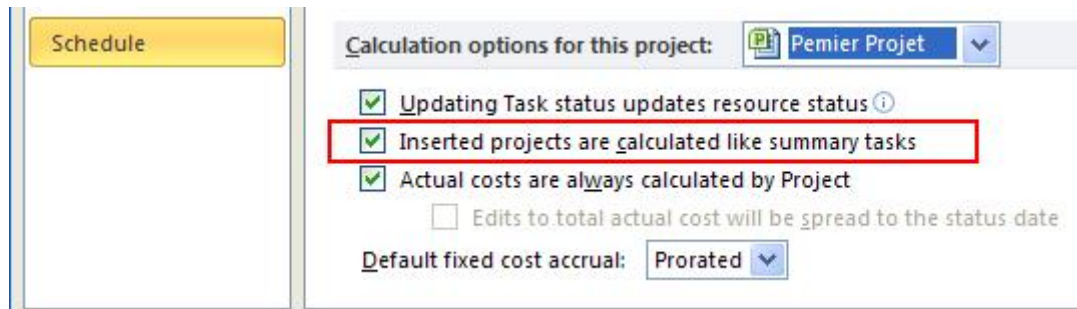 Schedule
Calculation options for this project: Pemier Projet
Updating Task status updates resource status
Inserted projects are calculated like summary tasks
Actual costs are always calculated by Project
Edits to total actual cost will be spread to the status date
Default fixed cost accrual: Prorated